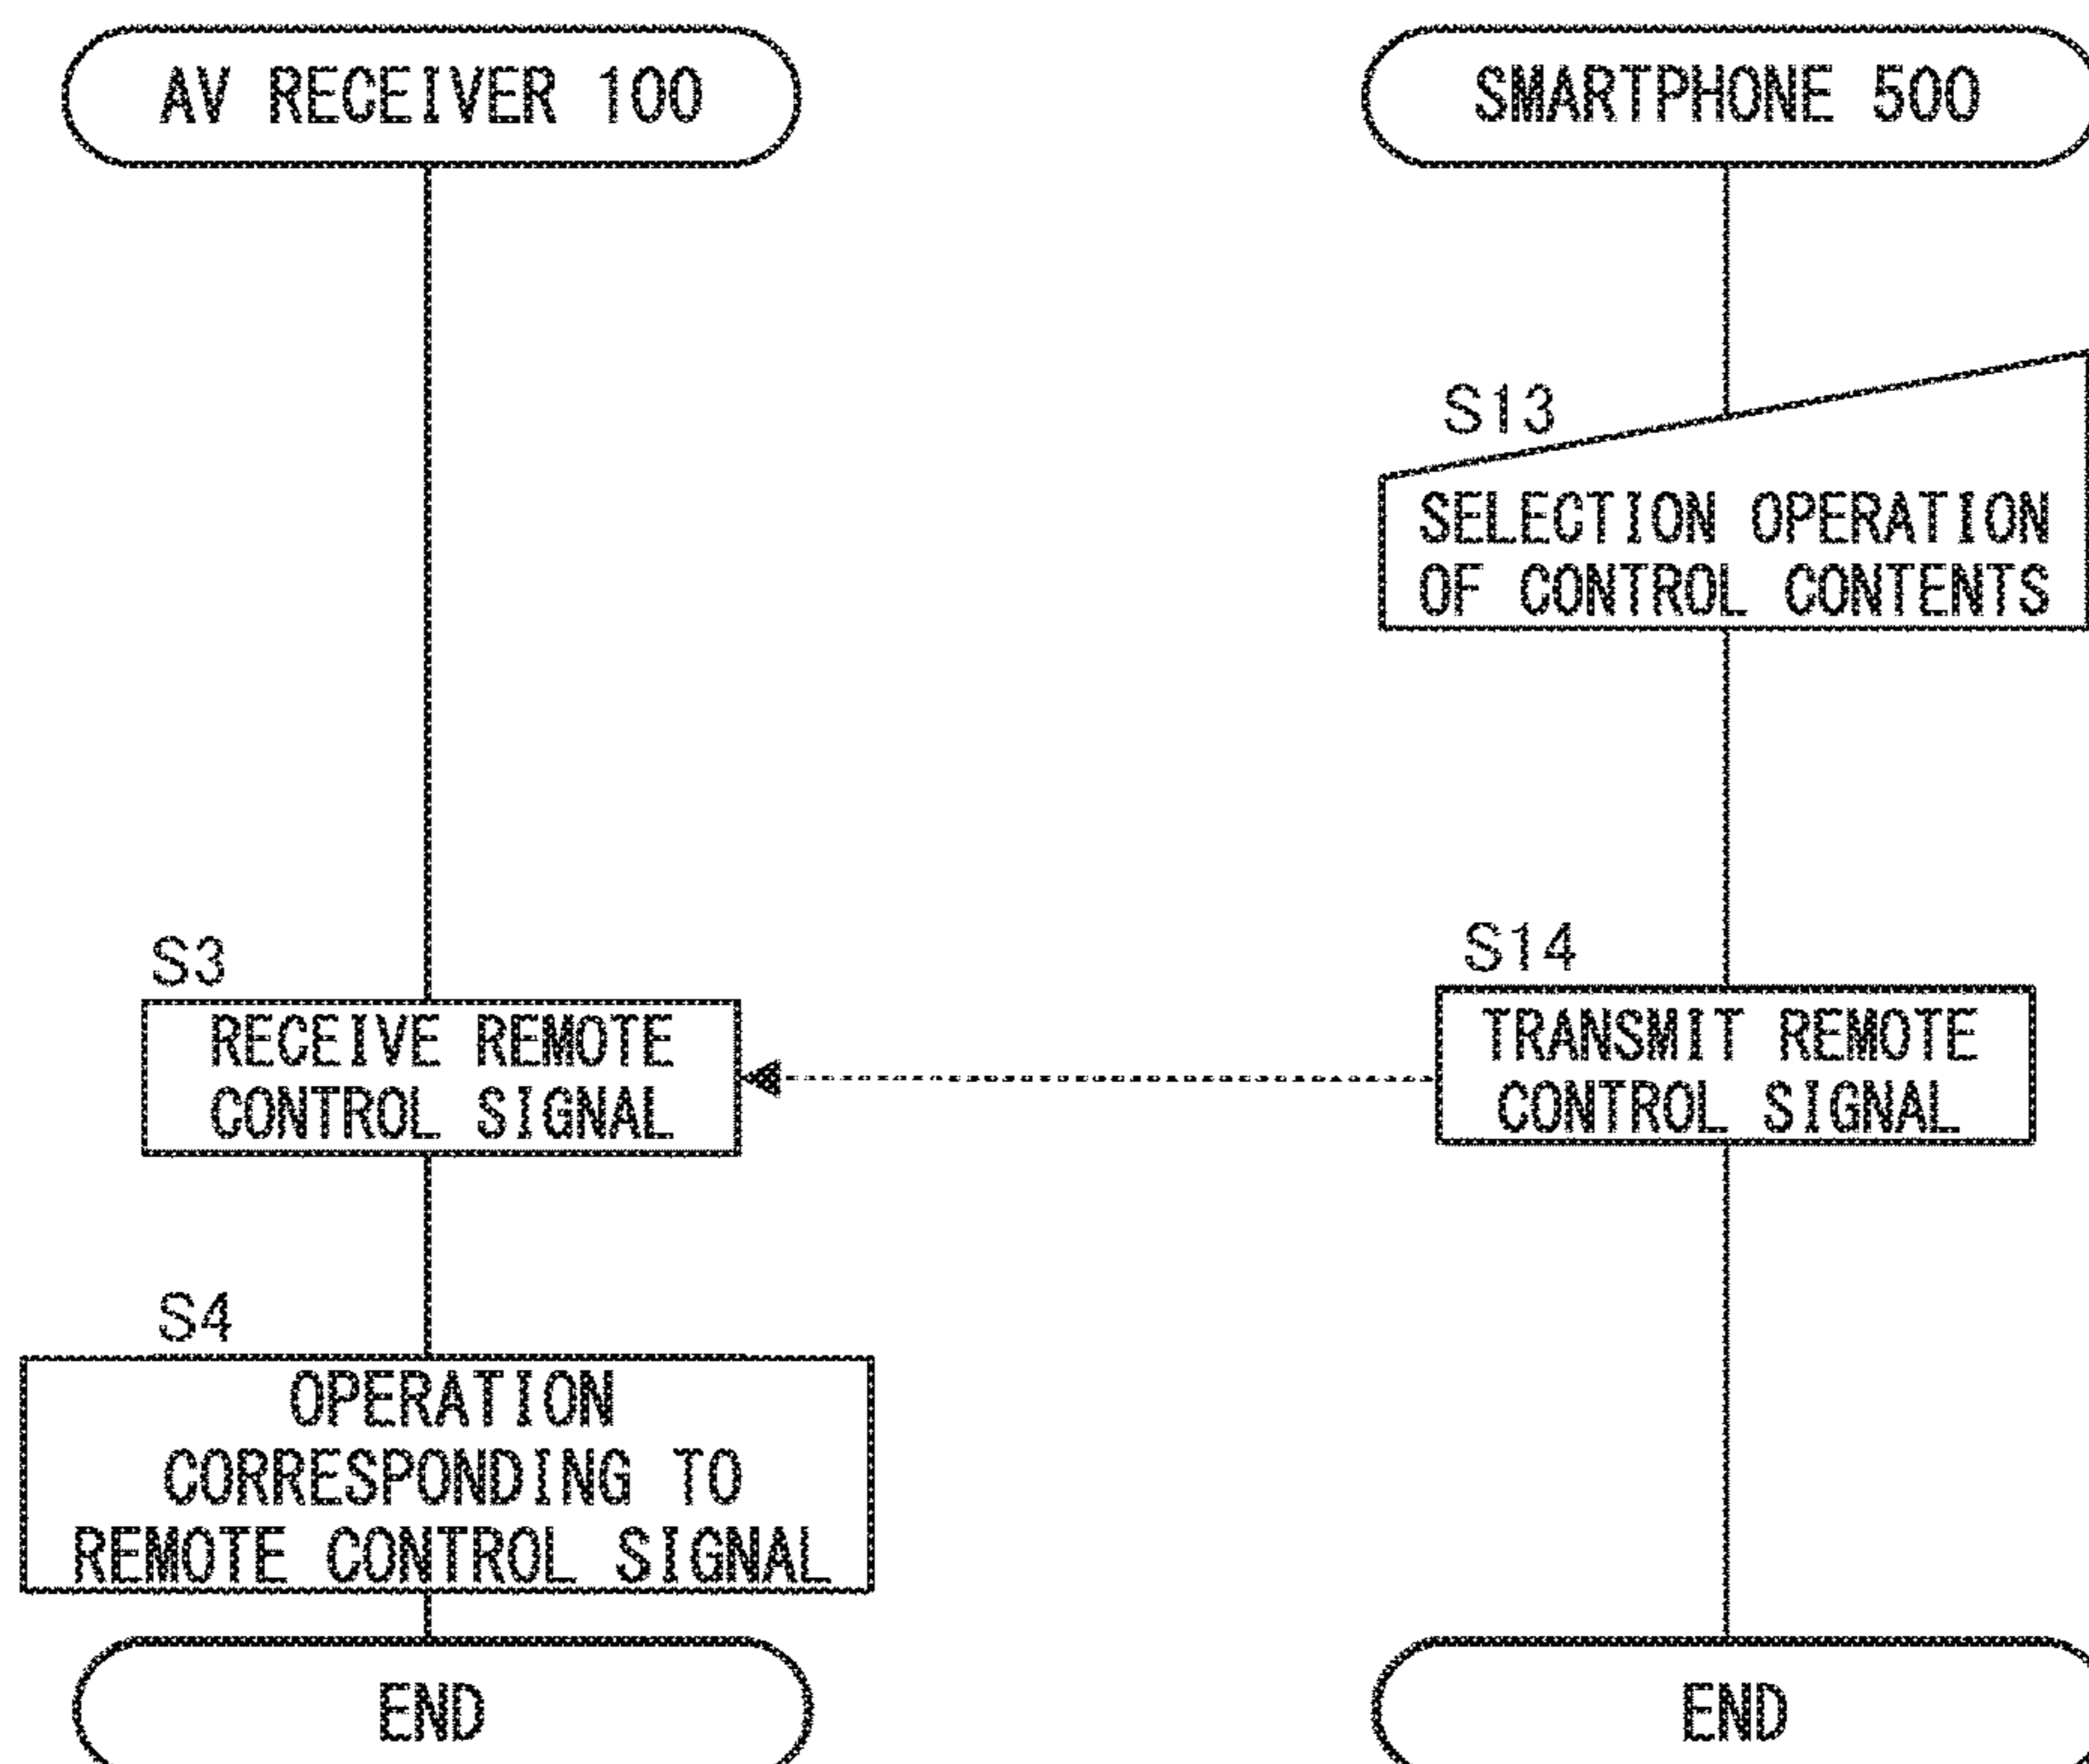 AV RECEIVER 100
SMARTPHONE 500
S13
SELECTION OPERATION
OF CONTROL CONTENTS
S3
RECEIVE REMOTE
CONTROL SIGNAL
S14
TRANSMIT REMOTE
CONTROL SIGNAL
S4
OPERATION
CORRESPONDING TO
REMOTE CONTROL SIGNAL
END
END